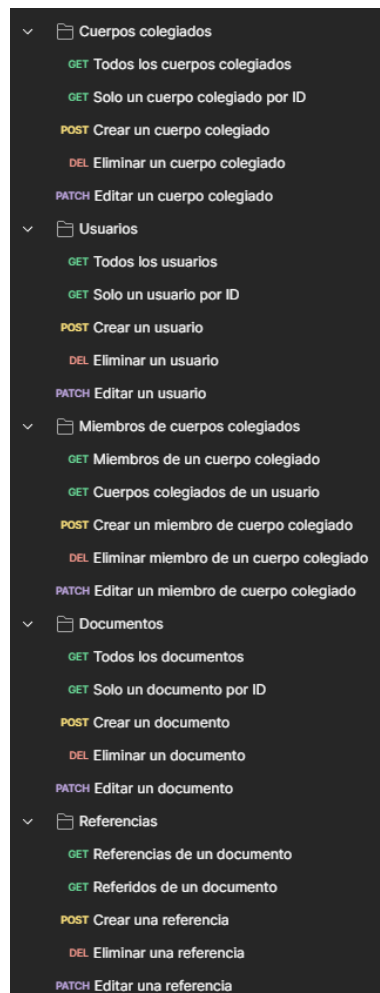 Cuerpos colegiados
GET Todos los cuerpos colegiados
GET Solo un cuerpo colegiado por ID
POST Crear un cuerpo colegiado
DEL Eliminar un cuerpo colegiado
PATCH Editar un cuerpo colegiado
Usuarios
GET Todos los usuarios
GET Solo un usuario por ID
POST Crear un usuario
DEL Eliminar un usuario
PATCH Editar un usuario
Miembros de cuerpos colegiados
GET Miembros de un cuerpo colegiado
GET Cuerpos colegiados de un usuario
POST Crear un miembro de cuerpo colegiado
DEL Eliminar miembro de un cuerpo colegiado
PATCH Editar un miembro de cuerpo colegiado
Documentos
GET Todos los documentos
GET Solo un documento por ID
POST Crear un documento
DEL Eliminar un documento
PATCH Editar un documento
Referencias
GET Referencias de un documento
GET Referidos de un documento
POST Crear una referencia
DEL Eliminar una referencia
PATCH Editar una referencia